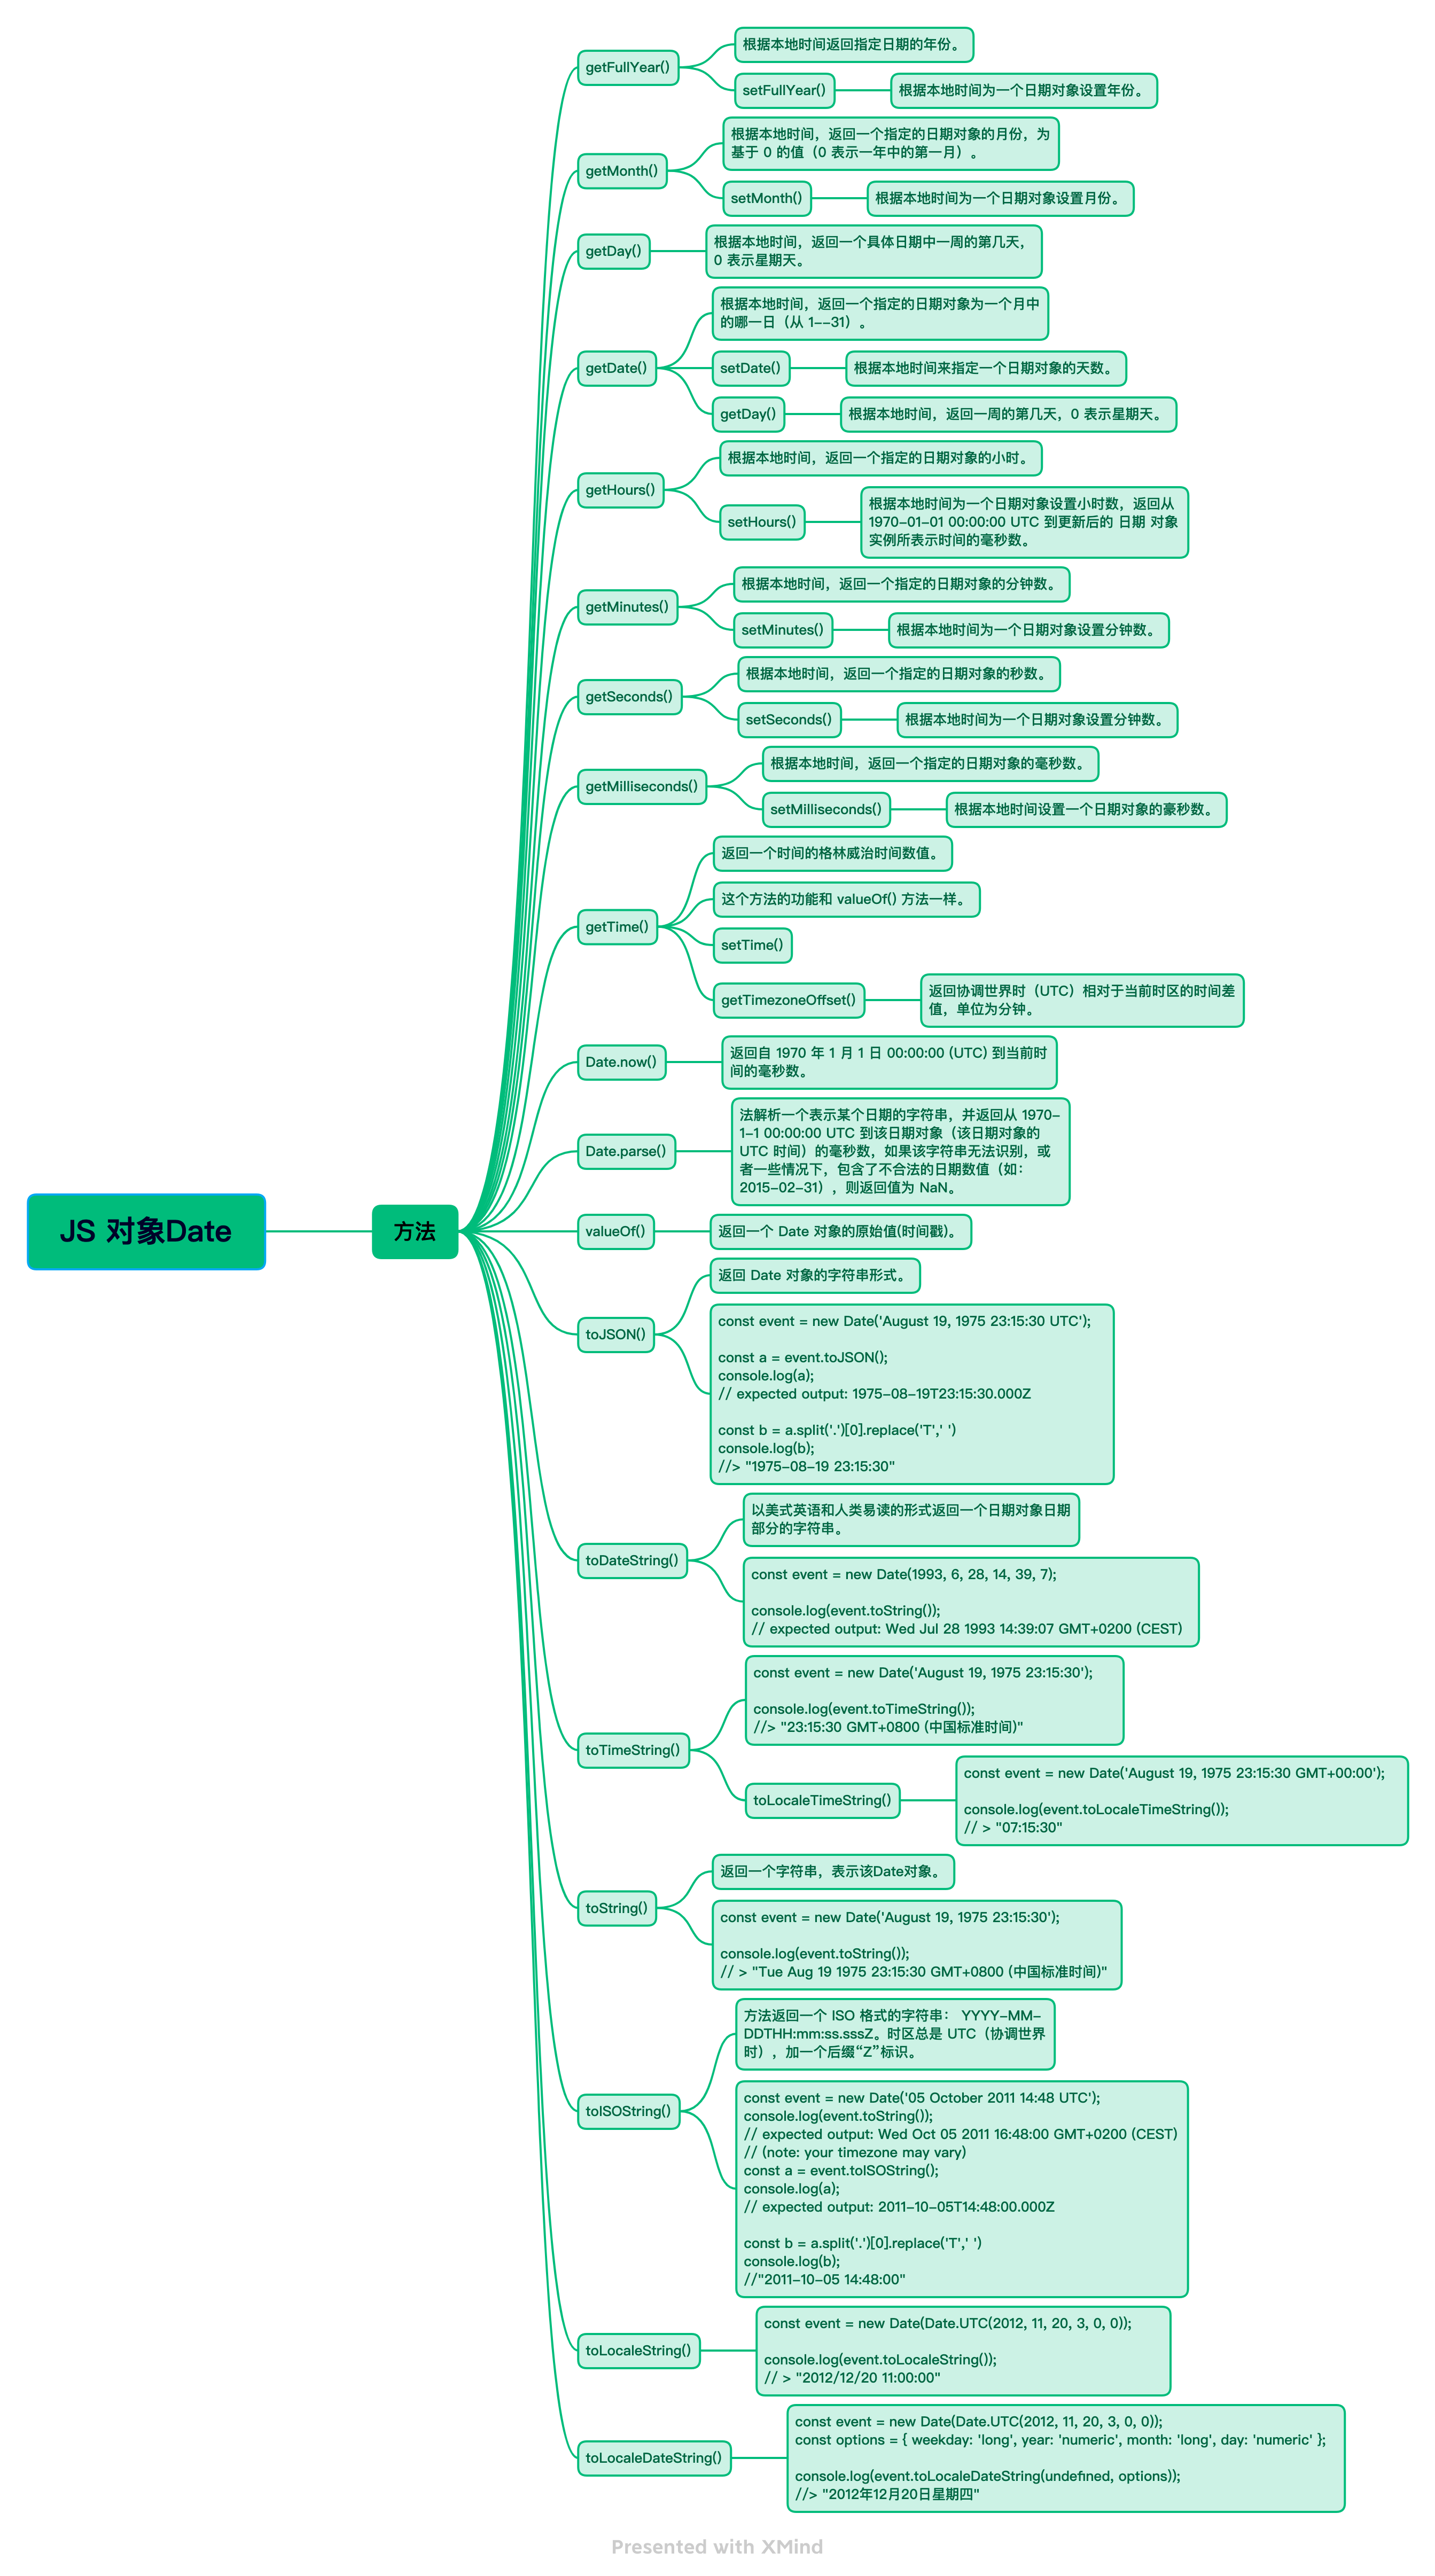 JS 对象Date
方法
getFullYear()
根据本地时间返回指定日期的年份。
setFullYear()
根据本地时间为一个日期对象设置年份。
getMonth()
根据本地时间，返回一个指定的日期对象的月份，为
基于 0 的值（0 表示一年中的第一月）。
setMonth()
根据本地时间为一个日期对象设置月份。
getDay()
根据本地时间，返回一个具体日期中一周的第几天，
0 表示星期天。
getDate()
根据本地时间，返回一个指定的日期对象为一个月中
的哪一日（从 1--31）。
setDate()
根据本地时间来指定一个日期对象的天数。
getDay()
根据本地时间，返回一周的第几天，0 表示星期天。
getHours()
根据本地时间，返回一个指定的日期对象的小时。
setHours()
根据本地时间为一个日期对象设置小时数，返回从
1970-01-01 00:00:00 UTC 到更新后的 日期 对象
实例所表示时间的毫秒数。
getMinutes()
根据本地时间，返回一个指定的日期对象的分钟数。
setMinutes()
根据本地时间为一个日期对象设置分钟数。
getSeconds()
根据本地时间，返回一个指定的日期对象的秒数。
setSeconds()
根据本地时间为一个日期对象设置分钟数。
getMilliseconds()
根据本地时间，返回一个指定的日期对象的毫秒数。
setMilliseconds()
根据本地时间设置一个日期对象的豪秒数。
getTime()
返回一个时间的格林威治时间数值。
这个方法的功能和 valueOf() 方法一样。
setTime()
getTimezoneOffset()
返回协调世界时（UTC）相对于当前时区的时间差
值，单位为分钟。
Date.now()
返回自 1970 年 1 月 1 日 00:00:00 (UTC) 到当前时
间的毫秒数。
Date.parse()
法解析一个表示某个日期的字符串，并返回从 1970-
1-1 00:00:00 UTC 到该日期对象（该日期对象的
UTC 时间）的毫秒数，如果该字符串无法识别，或
者一些情况下，包含了不合法的日期数值（如：
2015-02-31），则返回值为 NaN。
valueOf()
返回一个 Date 对象的原始值(时间戳)。
toJSON()
返回 Date 对象的字符串形式。
const event = new Date('August 19, 1975 23:15:30 UTC');
const a = event.toJSON();
console.log(a);
// expected output: 1975-08-19T23:15:30.000Z
const b = a.split('.')[0].replace('T',' ')
console.log(b);
//> "1975-08-19 23:15:30"
toDateString()
以美式英语和人类易读的形式返回一个日期对象日期
部分的字符串。
const event = new Date(1993, 6, 28, 14, 39, 7);
console.log(event.toString());
// expected output: Wed Jul 28 1993 14:39:07 GMT+0200 (CEST)
toTimeString()
const event = new Date('August 19, 1975 23:15:30');
console.log(event.toTimeString());
//> "23:15:30 GMT+0800 (中国标准时间)"
toLocaleTimeString()
const event = new Date('August 19, 1975 23:15:30 GMT+00:00');
console.log(event.toLocaleTimeString());
// > "07:15:30"
toString()
返回一个字符串，表示该Date对象。
const event = new Date('August 19, 1975 23:15:30');
console.log(event.toString());
// > "Tue Aug 19 1975 23:15:30 GMT+0800 (中国标准时间)"
toISOString()
方法返回一个 ISO 格式的字符串： YYYY-MM-
DDTHH:mm:ss.sssZ。时区总是 UTC（协调世界
时），加一个后缀“Z”标识。
const event = new Date('05 October 2011 14:48 UTC');
console.log(event.toString());
// expected output: Wed Oct 05 2011 16:48:00 GMT+0200 (CEST)
// (note: your timezone may vary)
const a = event.toISOString();
console.log(a);
// expected output: 2011-10-05T14:48:00.000Z
const b = a.split('.')[0].replace('T',' ')
console.log(b);
//"2011-10-05 14:48:00"
toLocaleString()
const event = new Date(Date.UTC(2012, 11, 20, 3, 0, 0));
console.log(event.toLocaleString());
// > "2012/12/20 11:00:00"
toLocaleDateString()
const event = new Date(Date.UTC(2012, 11, 20, 3, 0, 0));
const options = { weekday: 'long', year: 'numeric', month: 'long', day: 'numeric' };
console.log(event.toLocaleDateString(undefined, options));
//> "2012年12月20日星期四"
Presented with XMind